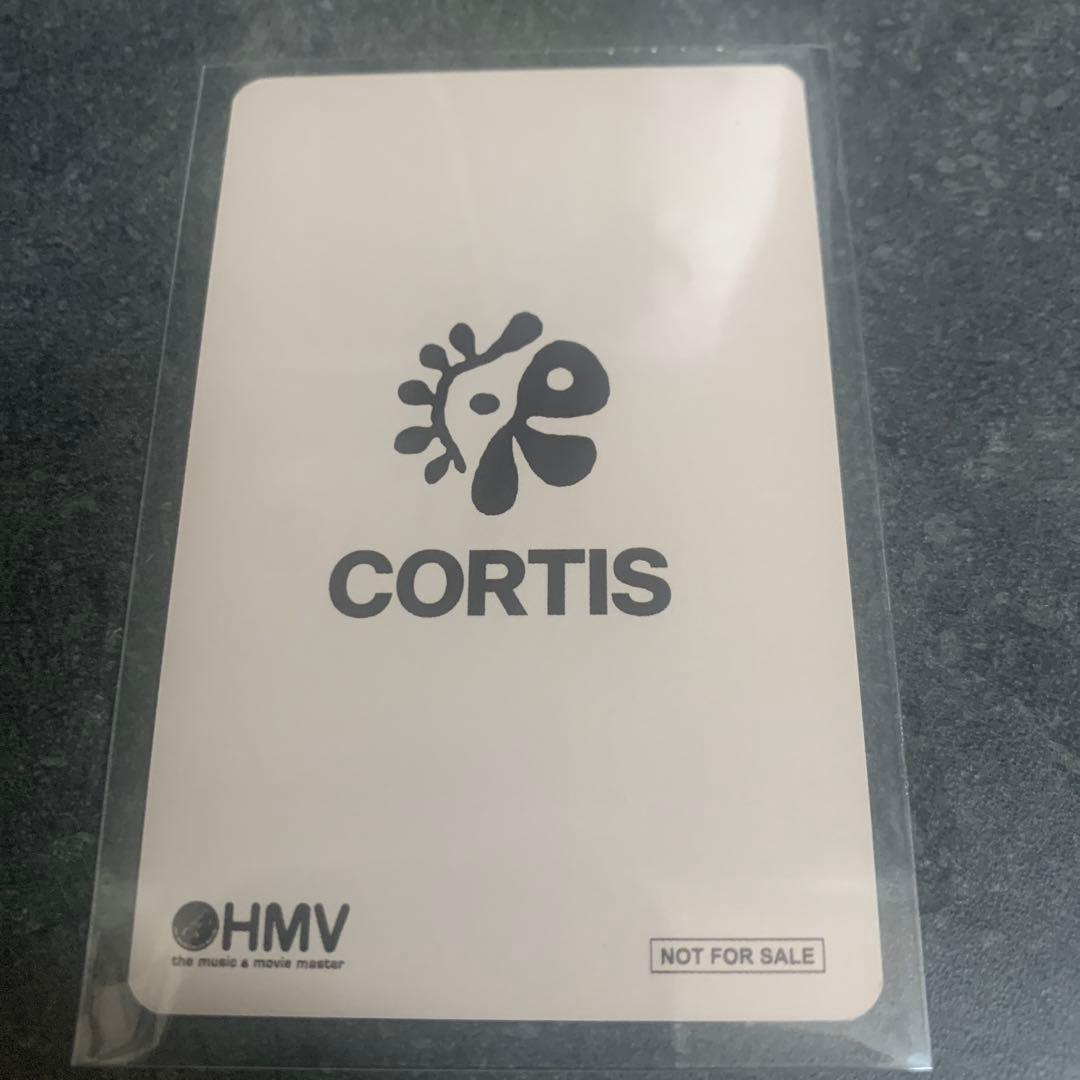 CORTIS
HMV
the music & movie master
NOT FOR SALE